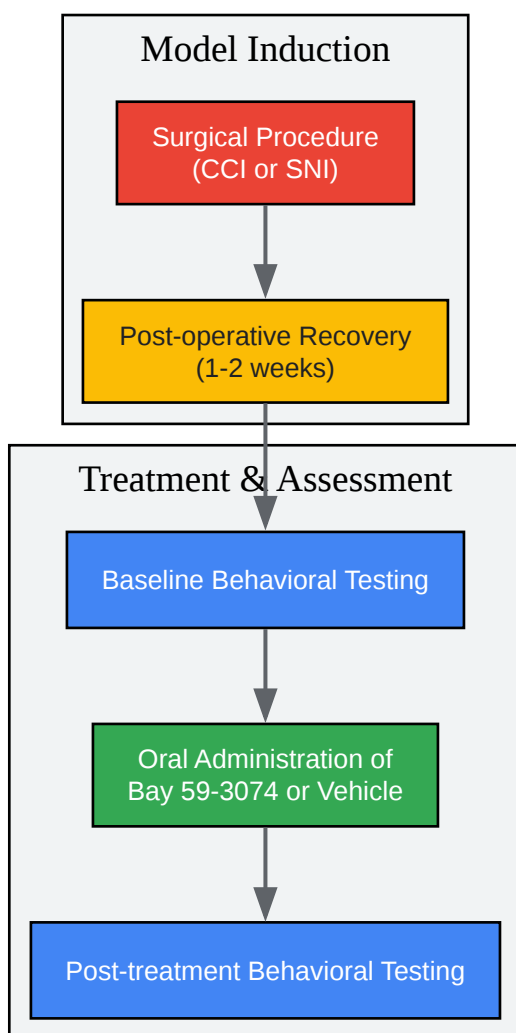 Model Induction
Surgical Procedure
(CCI or SNI)
Post-operative Recovery
(1-2 weeks)
Treatment & Assessment
Baseline Behavioral Testing
Oral Administration of
Bay 59-3074 or Vehicle
Post-treatment Behavioral Testing